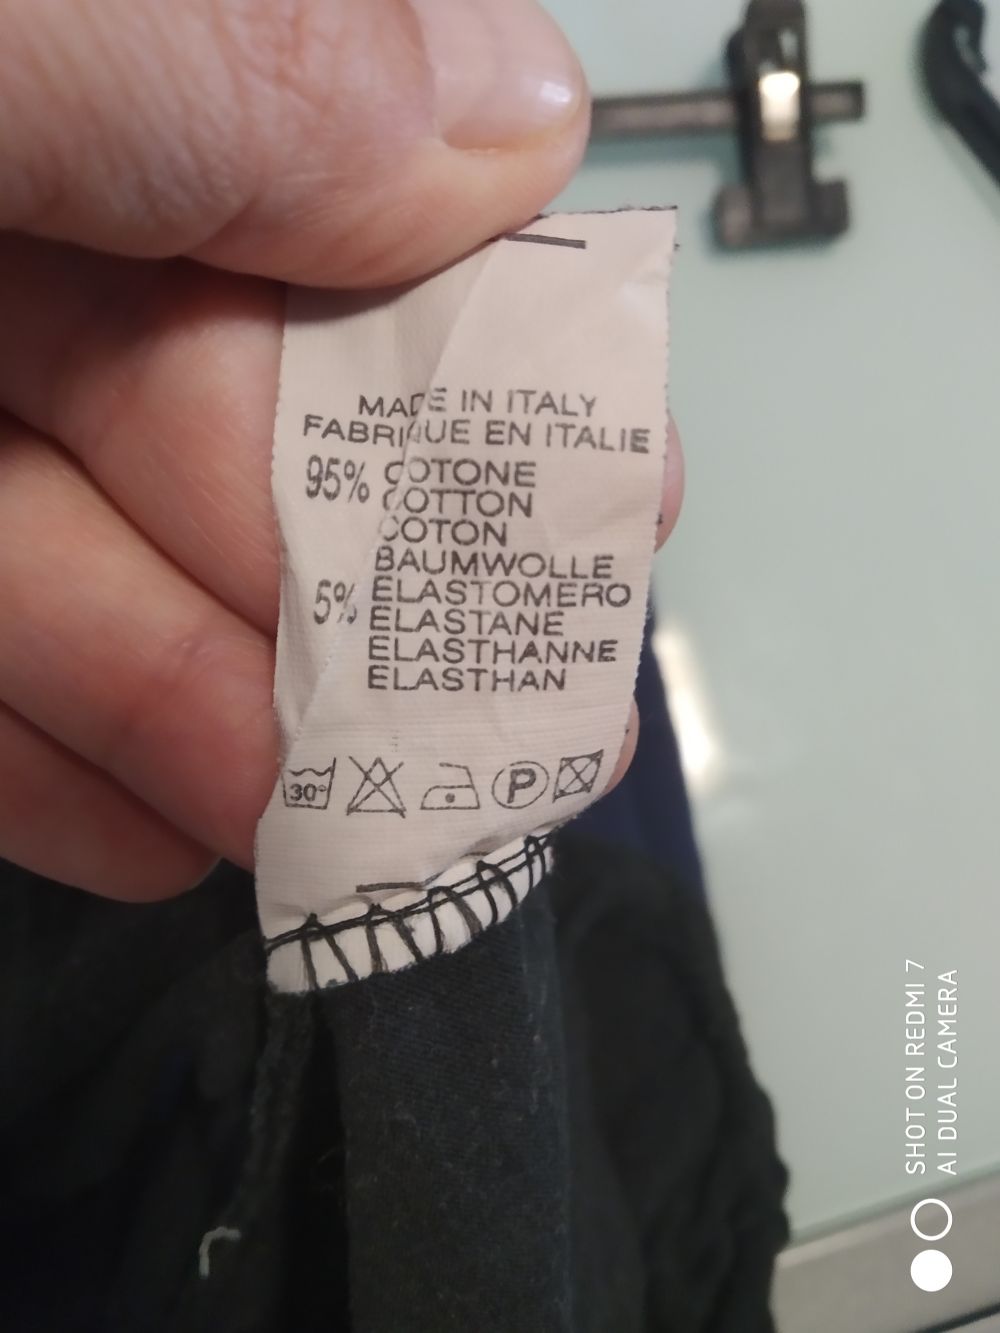 MADE IN ITALY
FABRIQUE EN ITALIE
95% COTONE
COTTON
COTON
BAUMWOLLE
5% ELASTOMERO
ELASTANE
ELASTHANNE
ELASTHAN
30° P
SHOT ON REDMI 7
AI DUAL CAMERA